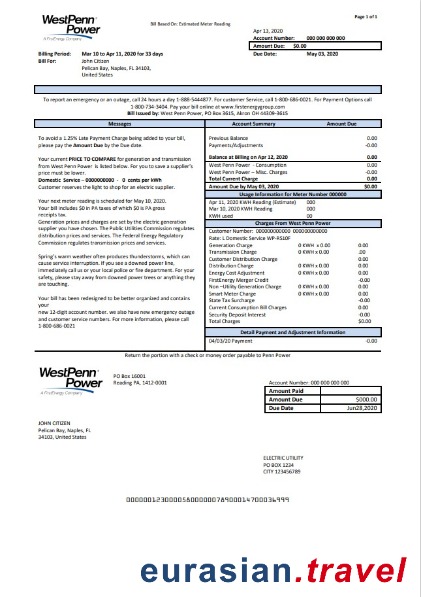 Page 1 of 3
WestPenn
Power
A FirstEnergy Company
Bill Based On: Estimated Meter Reading
Apr 13, 2020
Account Number: 000 000 000 000
Amount Due: $0.00
Billing Period: Mar 10 to Apr 11, 2020 for 33 days
Due Date: May 03, 2020
Bill For: John Citizen
Pelican Bay, Naples, FL 34103,
United States
To report an emergency or an outage, call 24 hours a day 1-888-5444877. For customer Service, call 1-800-686-0021. For Payment Options call
1-800 734-3404. Pay your bill online at www.firstenergygroup.com
Bill Issued by: West Penn Power, PO Box 3615, Akron OH 44309-3615
Messages
To avoid a 1.25% Late Payment Charge being added to your bill,
please pay the Amount Due by the Due date.
Your current PRICE TO COMPARE for generation and transmission
from West Penn Power is listed below. For you to save a supplier's
price must be lower.
Domestic Service - 0000000000 - 0 cents per kWh
Customer reserves the light to shop for an electric supplier.
Your next meter reading is scheduled for May 10, 2020.
Your bill includes $0 in PA taxes of which $0 is PA gross
receipts tax.
Generation prices and charges are set by the electric generation
supplier you have chosen. The Public Utilities Commission regulates
distribution prices and services. The Federal Energy Regulatory
Commission regulates transmission prices and services.
Spring's warm weather often produces thunderstorms, which can
cause service interruption. If you see a downed power line,
immediately call us or your local police or fire department. For your
safety, please stay away from downed power trees or anything they
are touching.
Your bill has been redesigned to be better organized and contains
your
new 12-digit account number. we also have new emergency outage
and customer service numbers. For more information, please call
1-800-686-0021
Account Summary Amount Due
Previous Balance 0.00
Payments/Adjustments -0.00
Balance at Billing on Apr 12, 2020 0.00
West Penn Power - Consumption 0.00
West Penn Power – Misc. Charges -0.00
Total Current Charge 0.00
Amount Due by May 03, 2020 $0.00
Usage Information for Meter Number 000000
Apr 11, 2020 KWH Reading (Estimate) 000
Mar 10, 2020 KWH Reading 000
KWH used 00
Charges From West Penn Power
Rate: L Domestic Service WP-RS10F
Generation Charge 0 KWH x 0.00 0.00
Transmission Charge 0 KWH x 0.00 .00
Customer Distribution Charge 0.00
Distribution Charge 0 KWH x 0.00 0.00
Energy Cost Adjustment 0 KWH x 0.00 0.00
FirstEnergy Merger Credit -0.00
Non –Utility Generation Charge 0 KWH x 0.00 0.00
Smart Meter Charge 0 KWH x 0.00 0.00
State Tax Surcharge -0.00
Current Consumption Bill Charges 0.00
Security Deposit Interest -0.00
Total Charges $0.00
Detail Payment and Adjustment Information
04/03/20 Payment -0.00
Return the portion with a check or money order payable to Penn Power
WestPenn
Power
A FirstEnergy Company
PO Box 16001
Reading PA, 1412-0001
Account Number: 000 000 000 000
Amount Paid
Amount Due $000.00
Due Date Jun28,2020
JOHN CITIZEN
Pelican Bay, Naples, FL
34103, United States
ELECTRIC UTILITY
PO BOX 1234
CITY 123456789
eurasian.travel